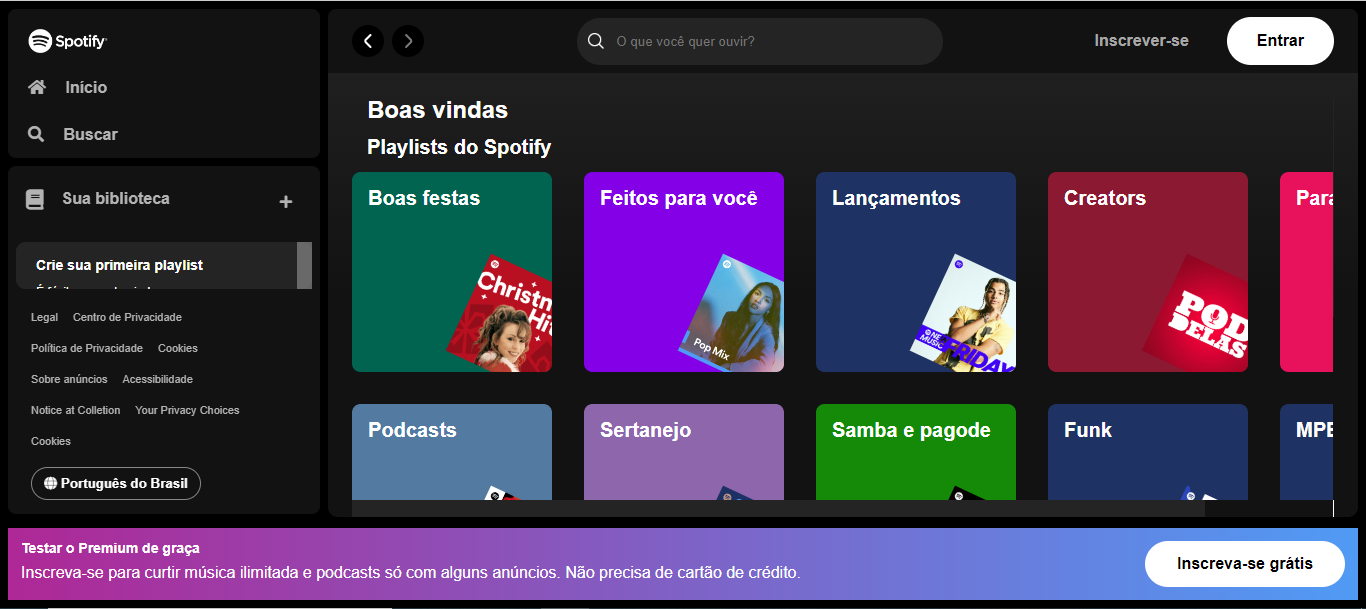 Spotify
Início
Buscar
Sua biblioteca
Crie sua primeira playlist
Legal Centro de Privacidade
Política de Privacidade Cookies
Sobre anúncios Acessibilidade
Notice at Colletion Your Privacy Choices
Cookies
Português do Brasil
O que você quer ouvir?
Inscrever-se
Entrar
Boas vindas
Playlists do Spotify
Boas festas
Feitos para você
Lançamentos
Creators
Para
Christm
Hit
Pop Mix
NEW
MUSIC
FRIDAY
POD
DELAS
Podcasts
Sertanejo
Samba e pagode
Funk
MPB
Testar o Premium de graça
Inscreva-se para curtir música ilimitada e podcasts só com alguns anúncios. Não precisa de cartão de crédito.
Inscreva-se grátis